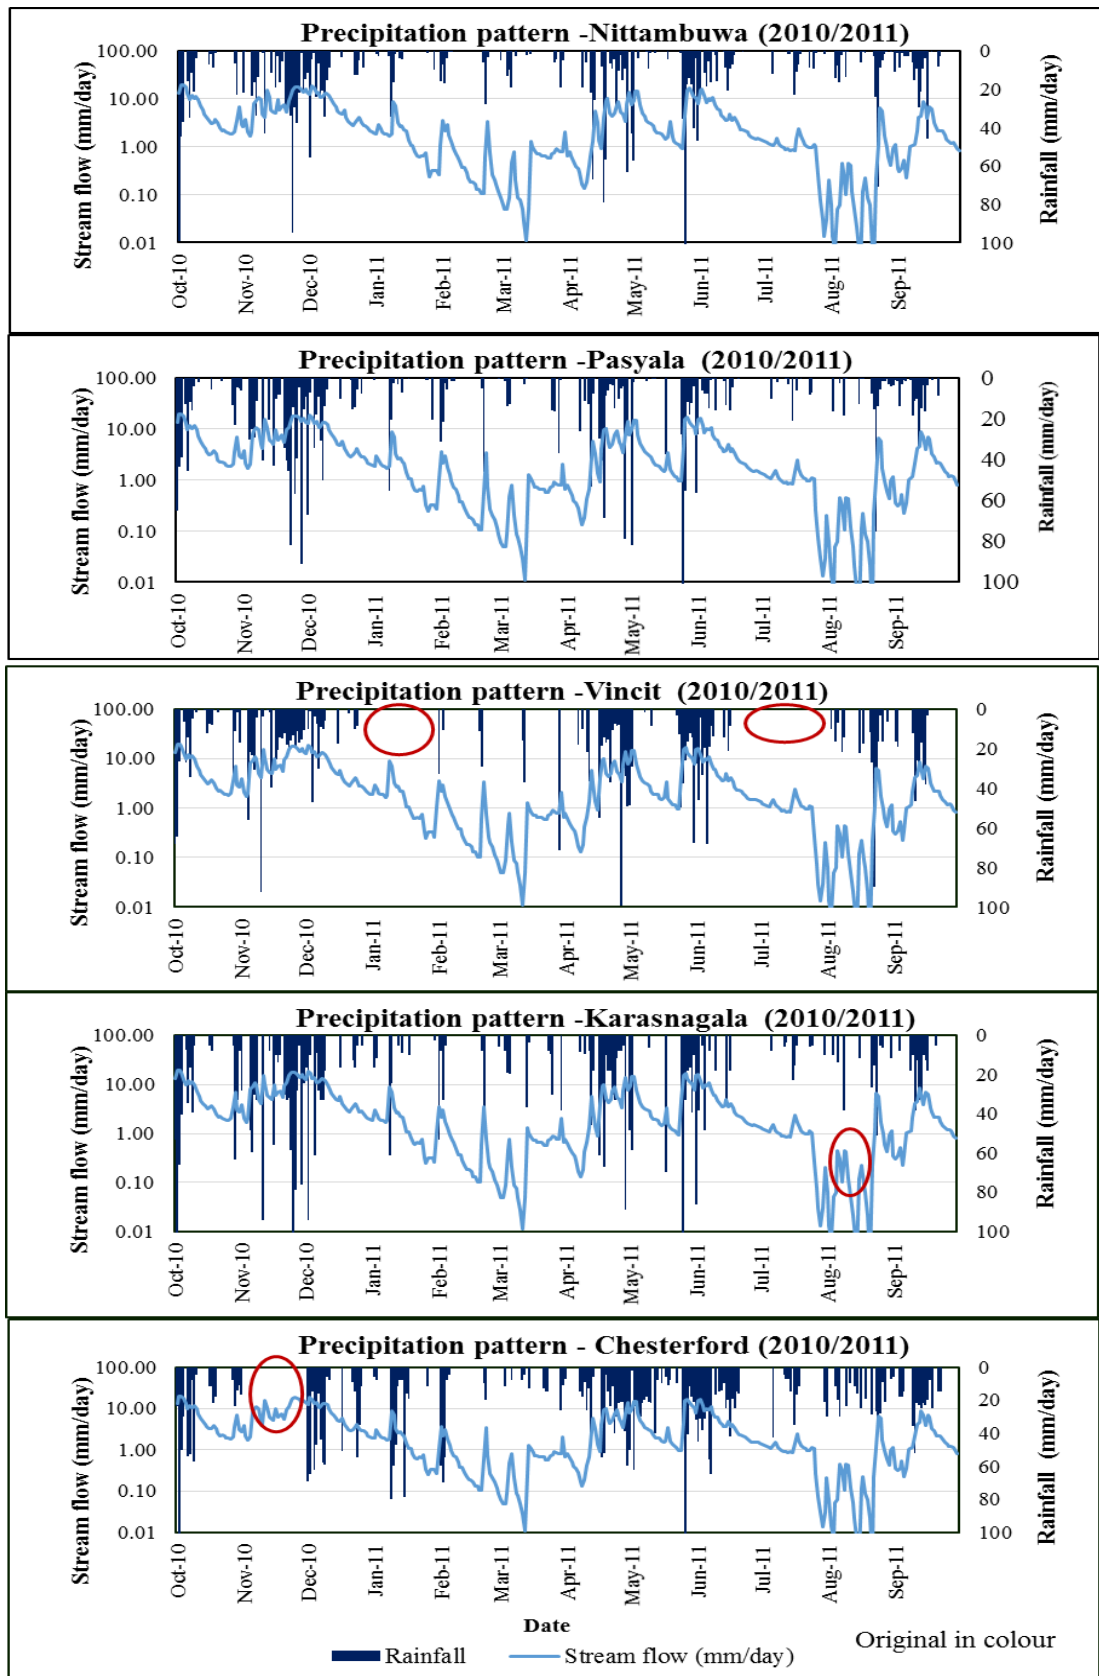 Precipitation pattern -Nittambuwa (2010/2011)
Stream flow (mm/day)
100.00
10.00
1.00
0.10
0.01
0
20
40
60
80
100
Rainfall (mm/day)
Oct-10
Nov-10
Dec-10
Jan-11
Feb-11
Mar-11
Apr-11
May-11
Jun-11
Jul-11
Aug-11
Sep-11
Precipitation pattern -Pasyala (2010/2011)
Stream flow (mm/day)
100.00
10.00
1.00
0.10
0.01
0
20
40
60
80
100
Rainfall (mm/day)
Oct-10
Nov-10
Dec-10
Jan-11
Feb-11
Mar-11
Apr-11
May-11
Jun-11
Jul-11
Aug-11
Sep-11
Precipitation pattern -Vincit (2010/2011)
Stream flow (mm/day)
100.00
10.00
1.00
0.10
0.01
0
20
40
60
80
100
Rainfall (mm/day)
Oct-10
Nov-10
Dec-10
Jan-11
Feb-11
Mar-11
Apr-11
May-11
Jun-11
Jul-11
Aug-11
Sep-11
Precipitation pattern -Karasnagala (2010/2011)
Stream flow (mm/day)
100.00
10.00
1.00
0.10
0.01
0
20
40
60
80
100
Rainfall (mm/day)
Oct-10
Nov-10
Dec-10
Jan-11
Feb-11
Mar-11
Apr-11
May-11
Jun-11
Jul-11
Aug-11
Sep-11
Precipitation pattern - Chesterford (2010/2011)
Stream flow (mm/day)
100.00
10.00
1.00
0.10
0.01
0
20
40
60
80
100
Rainfall (mm/day)
Oct-10
Nov-10
Dec-10
Jan-11
Feb-11
Mar-11
Apr-11
May-11
Jun-11
Jul-11
Aug-11
Sep-11
Date
Rainfall
Stream flow (mm/day)
Original in colour